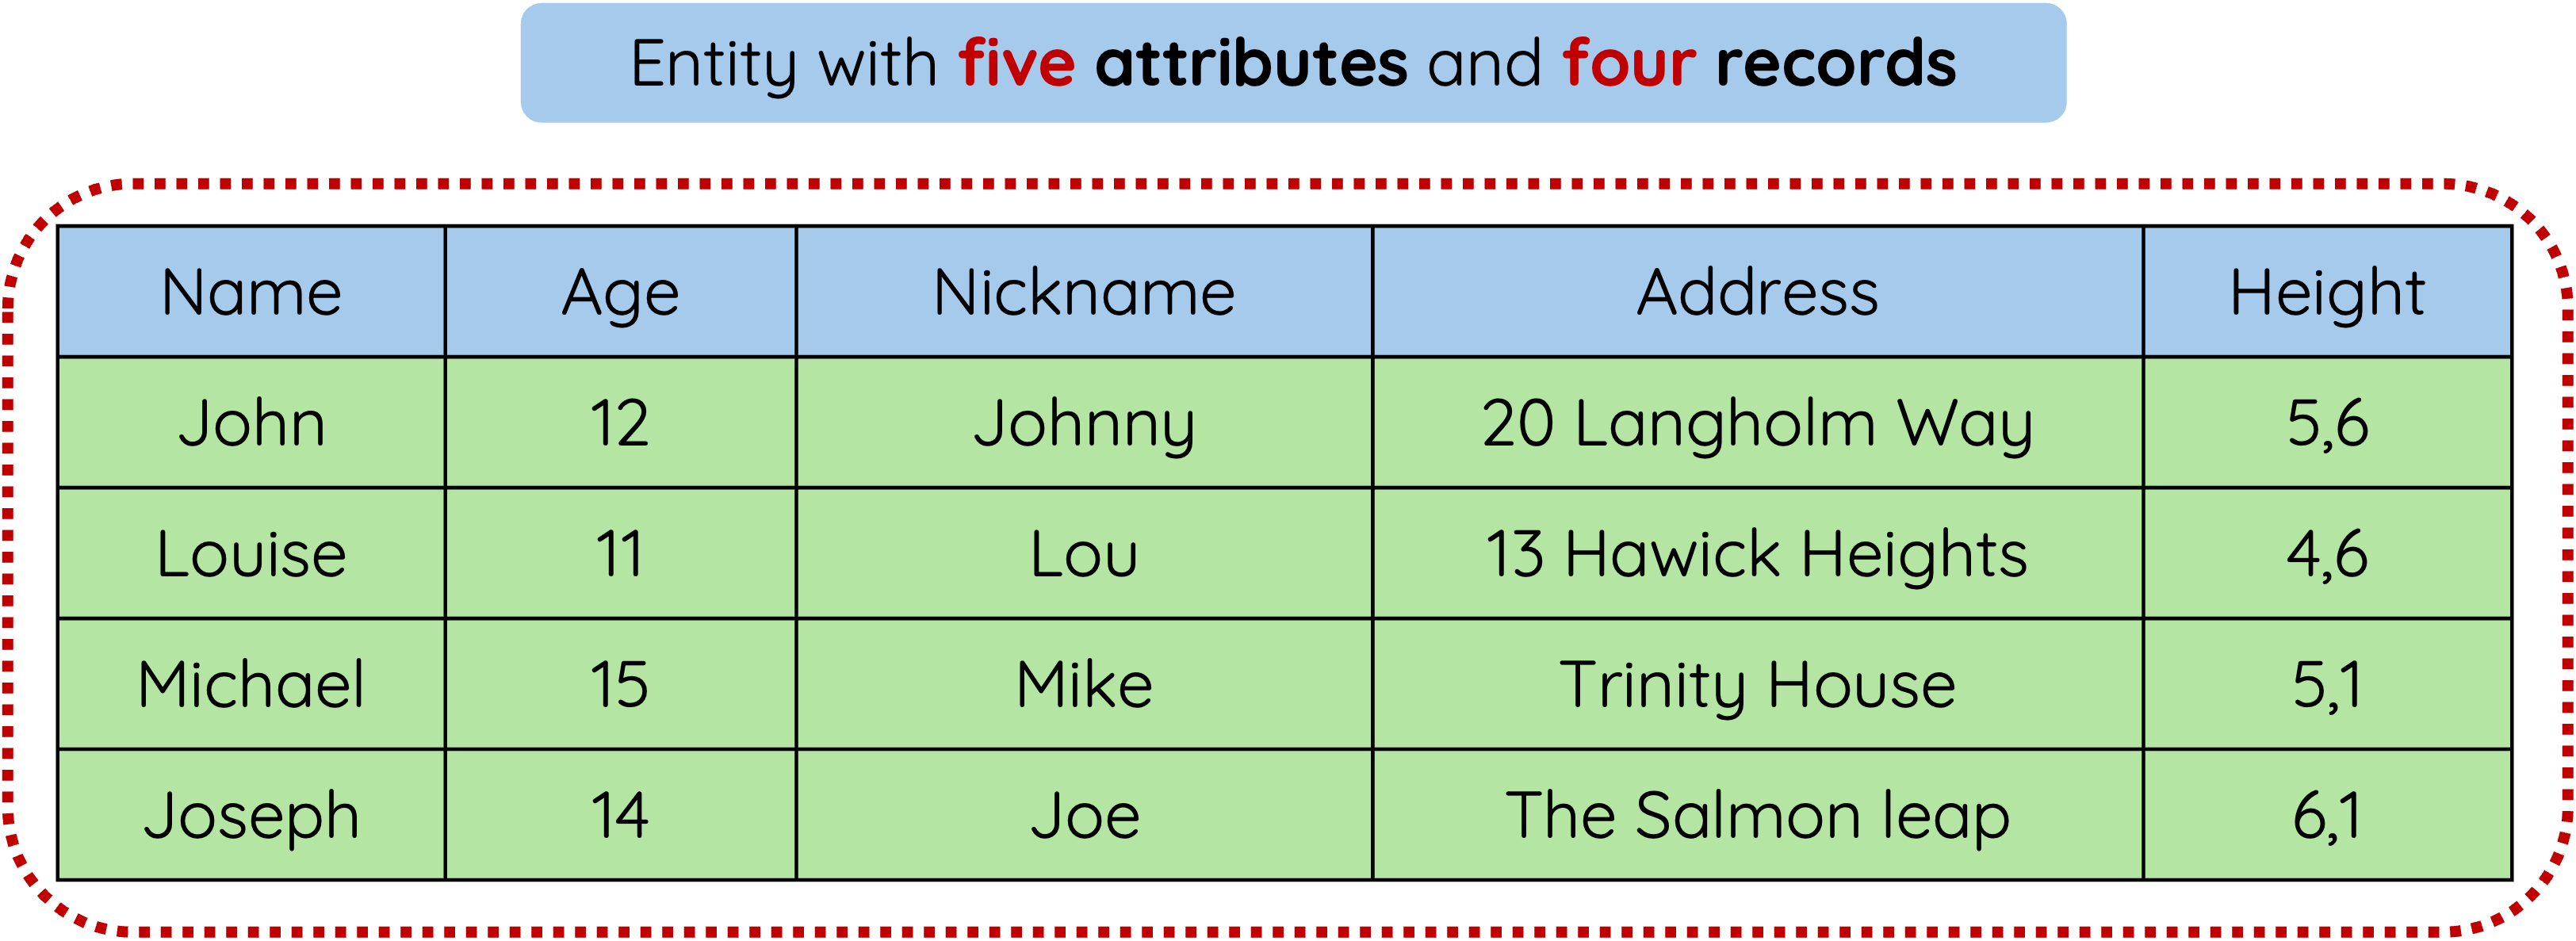 Entity with five attributes and four records
Name Age Nickname Address Height
John 12 Johnny 20 Langholm Way 5,6
Louise 11 Lou 13 Hawick Heights 4,6
Michael 15 Mike Trinity House 5,1
Joseph 14 Joe The Salmon leap 6,1